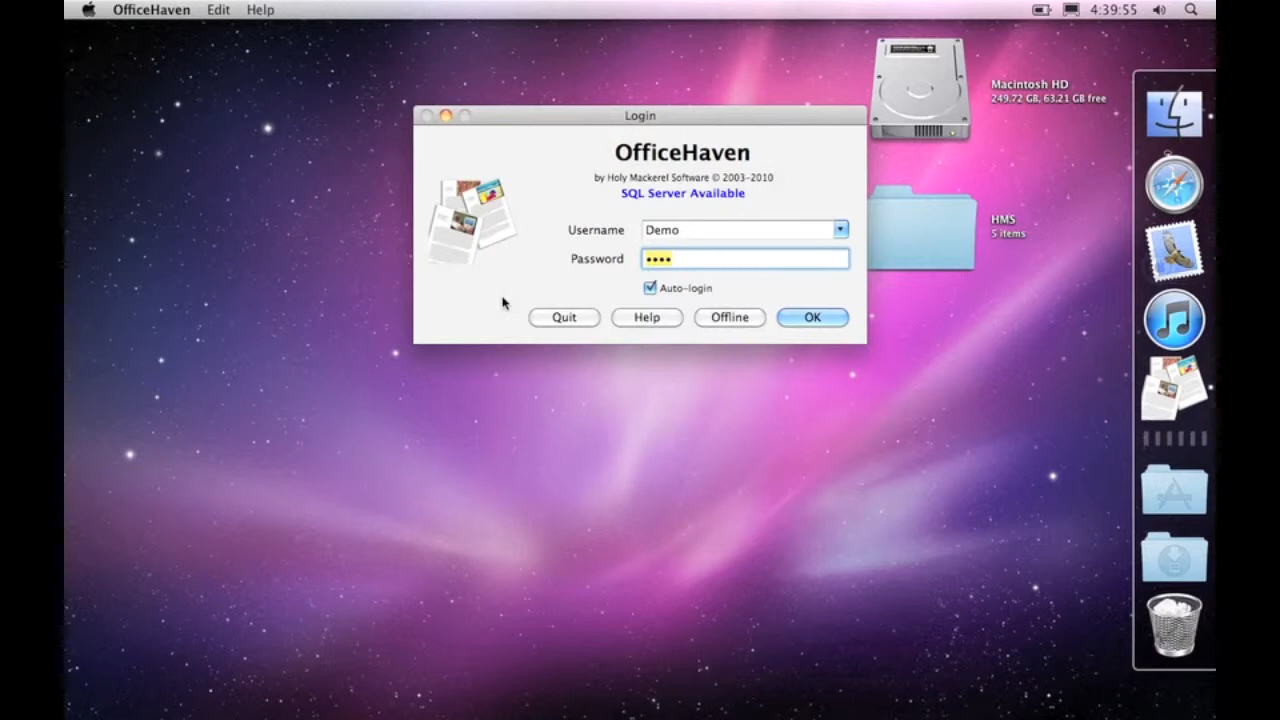 OfficeHaven Edit Help 4:39:55
Macintosh HD
249.72 GB, 63.21 GB free
Login
OfficeHaven
by Holy Mackerel Software © 2003-2010
SQL Server Available
Username Demo
Password ••••
Auto-login
Quit Help Offline OK
HMS
5 items